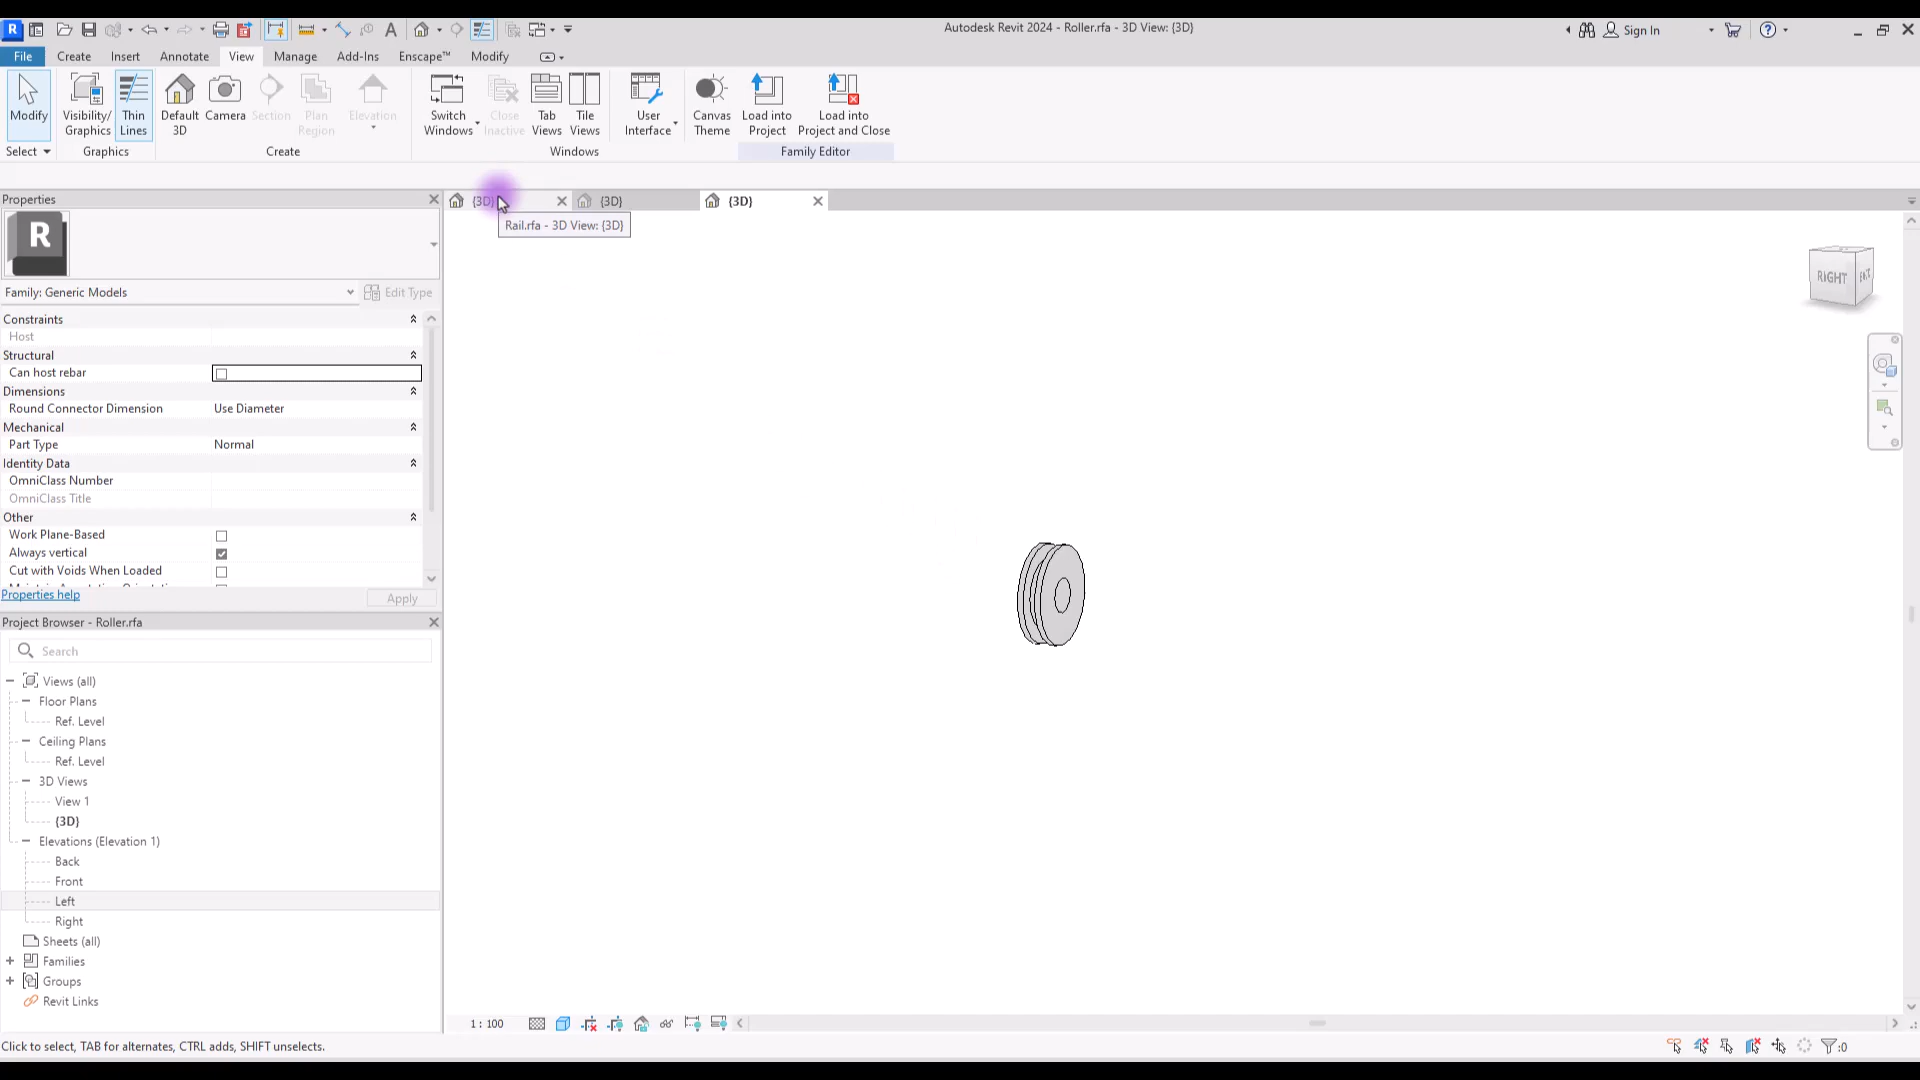 Autodesk Revit 2024 - Roller.rfa - 3D View: {3D}
Sign In
File Create Insert Annotate View Manage Add-Ins Enscape™ Modify
Modify
Visibility/ Graphics
Thin Lines
Default 3D
Camera
Section
Plan Region
Elevation
Switch Windows
Close Inactive
Tab Views
Tile Views
User Interface
Canvas Theme
Load into Project
Load into Project and Close
Select
Graphics
Create
Windows
Family Editor
Properties
{3D}
{3D}
{3D}
Rail.rfa - 3D View: {3D}
R
Family: Generic Models
Edit Type
Constraints
Host
Structural
Can host rebar
Dimensions
Round Connector Dimension Use Diameter
Mechanical
Part Type Normal
Identity Data
OmniClass Number
OmniClass Title
Other
Work Plane-Based
Always vertical
Cut with Voids When Loaded
Properties help
Apply
RIGHT
Project Browser - Roller.rfa
Search
Views (all)
Floor Plans
Ref. Level
Ceiling Plans
Ref. Level
3D Views
View 1
{3D}
Elevations (Elevation 1)
Back
Front
Left
Right
Sheets (all)
Families
Groups
Revit Links
1 : 100
Click to select, TAB for alternates, CTRL adds, SHIFT unselects.
:0